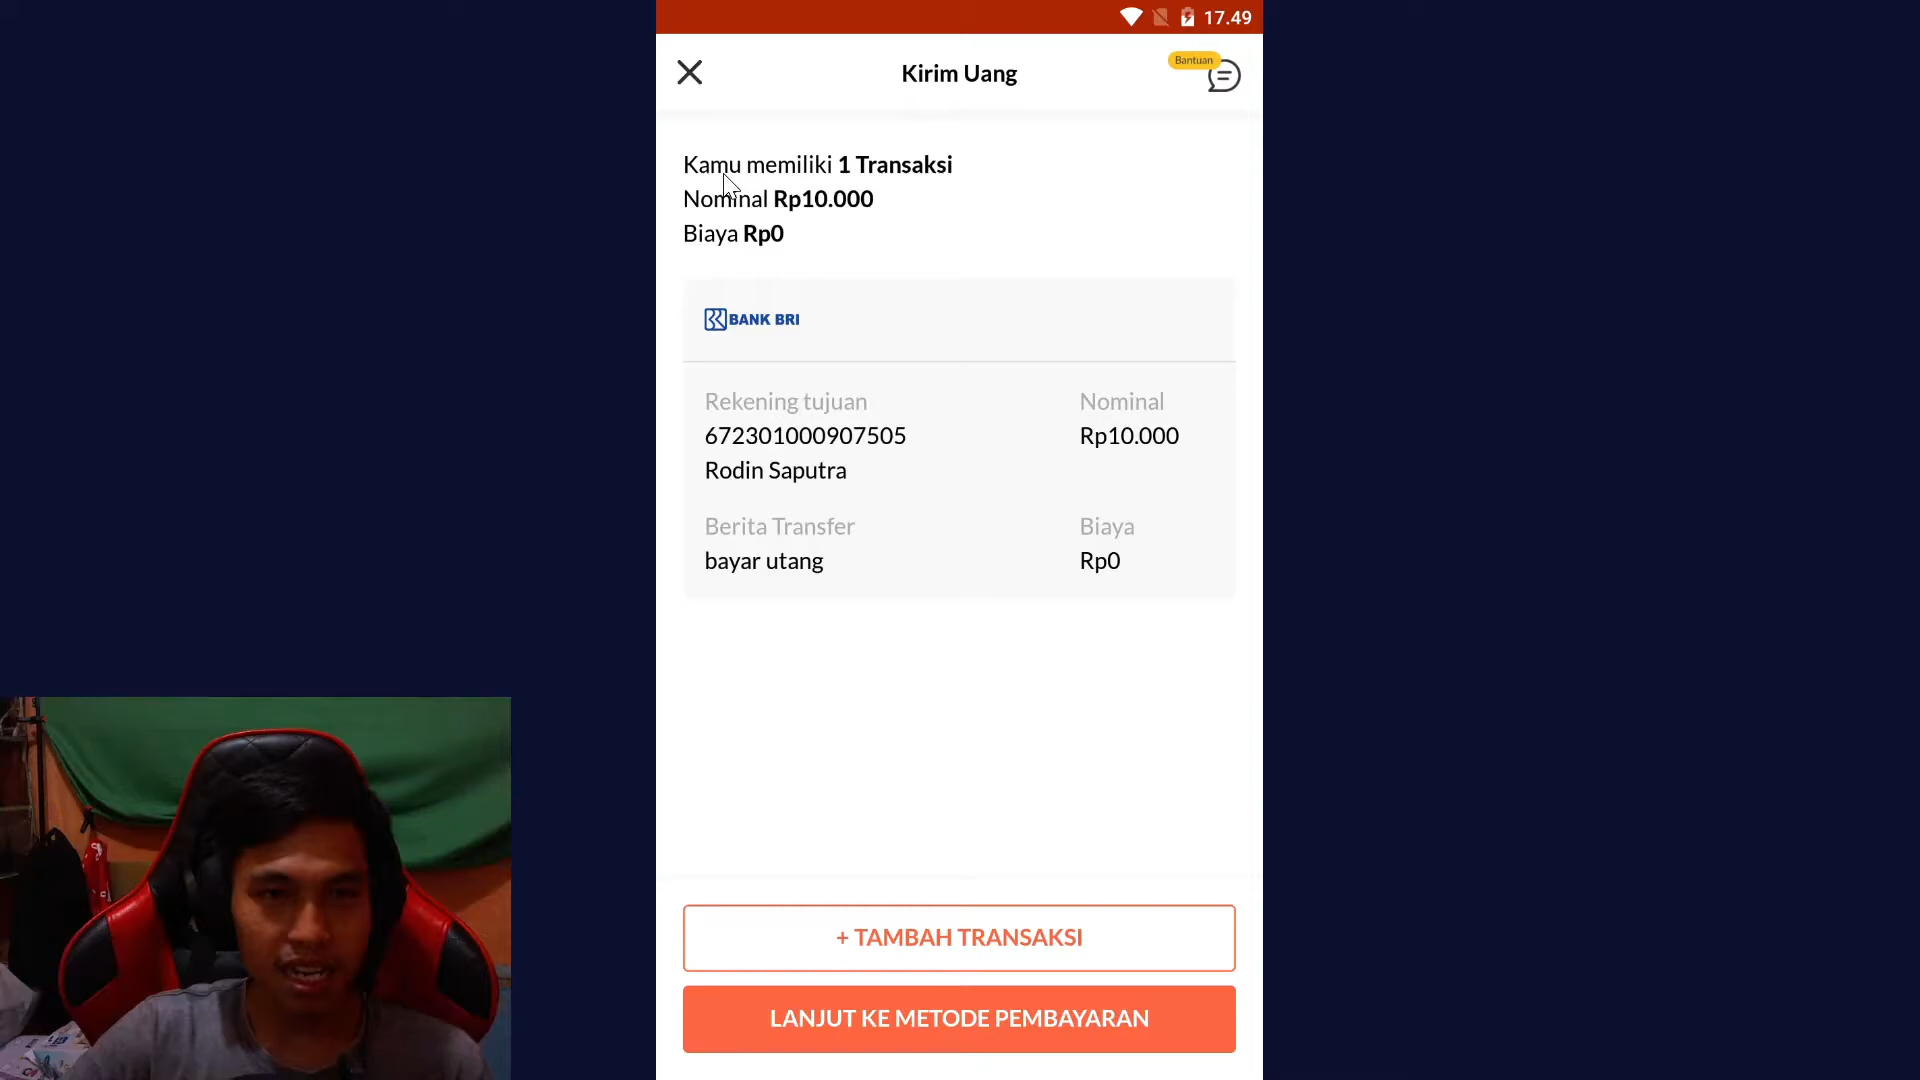 17.49
Kirim Uang
Bantuan
Kamu memiliki 1 Transaksi
Nominal Rp10.000
Biaya Rp0
BANK BRI
Rekening tujuan
Nominal
672301000907505
Rp10.000
Rodin Saputra
Berita Transfer
Biaya
bayar utang
Rp0
+ TAMBAH TRANSAKSI
LANJUT KE METODE PEMBAYARAN